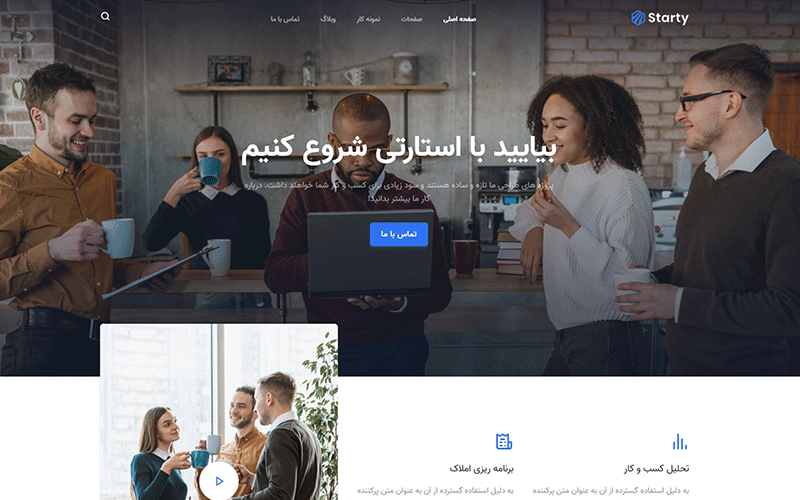 Starty
صفحه اصلی
صفحات
نمونه کار
وبلاگ
تماس با ما
بیایید با استارتی شروع کنیم
پروژه های طراحی ما تازه و ساده هستند و سود زیادی برای کسب و کار شما خواهند داشت. درباره
کار ما بیشتر بدانید!
تماس با ما
تحلیل کسب و کار
برنامه ریزی املاک
به دلیل استفاده گسترده از آن به عنوان متن پرکننده
به دلیل استفاده گسترده از آن به عنوان متن پرکننده